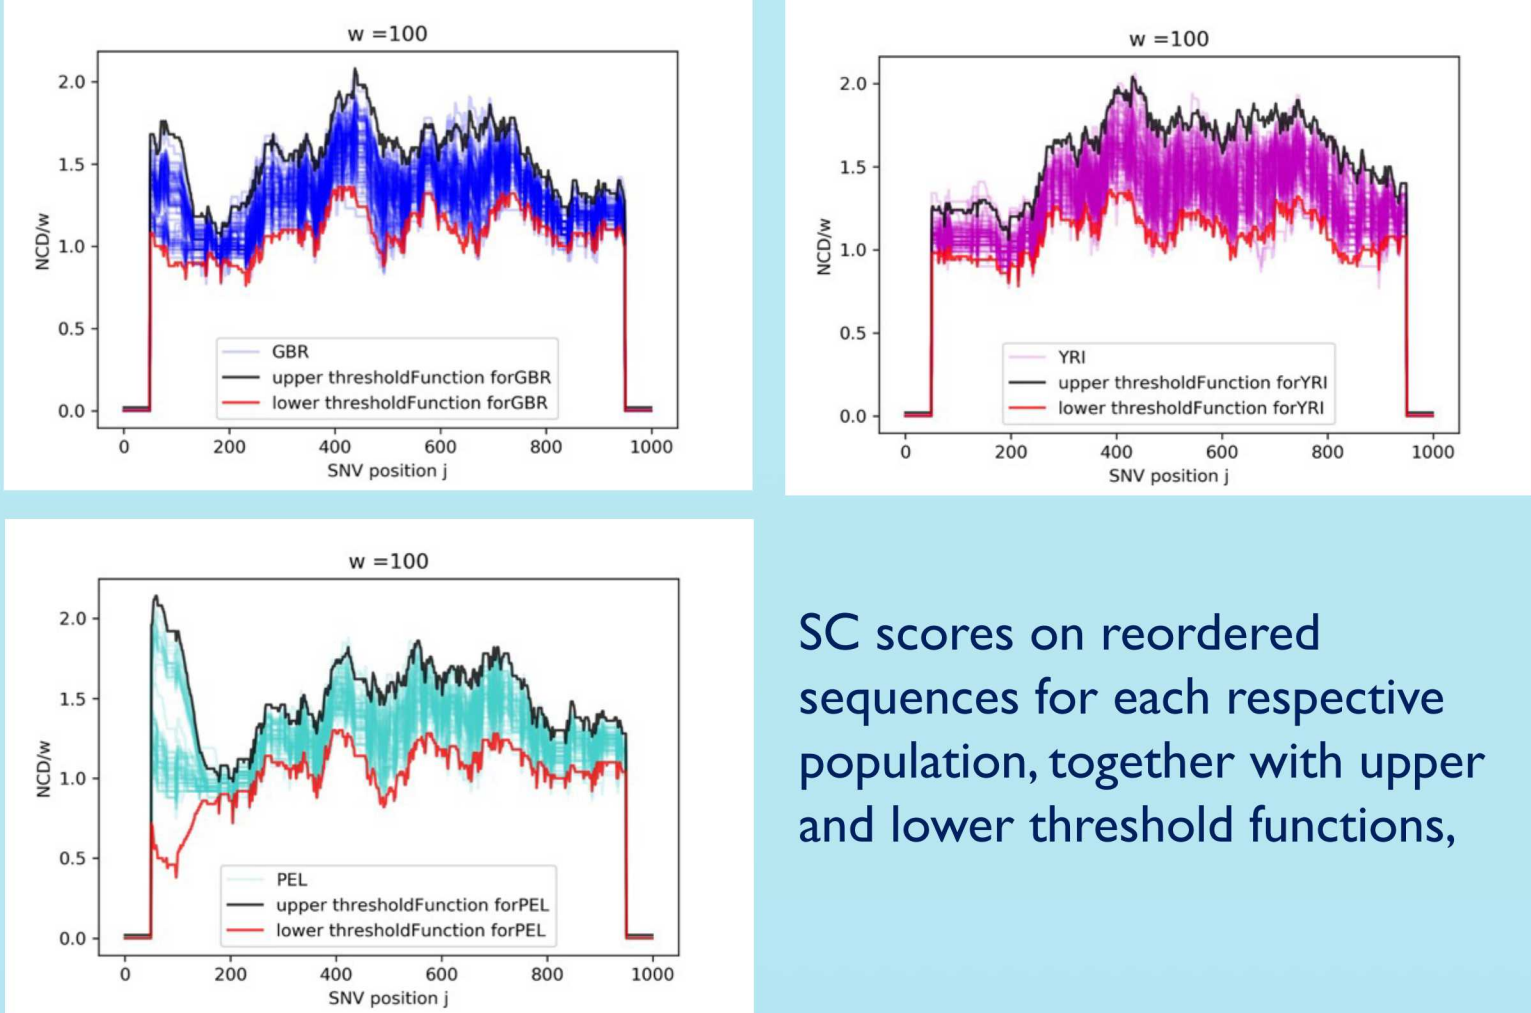 w =100
NCD/w
2.0
1.5
1.0
0.5
0.0
GBR
upper thresholdFunction forGBR
lower thresholdFunction forGBR
0 200 400 600 800 1000
SNV position j
w =100
NCD/w
2.0
1.5
1.0
0.5
0.0
YRI
upper thresholdFunction forYRI
lower thresholdFunction forYRI
0 200 400 600 800 1000
SNV position j
w =100
NCD/w
2.0
1.5
1.0
0.5
0.0
PEL
upper thresholdFunction forPEL
lower thresholdFunction forPEL
0 200 400 600 800 1000
SNV position j
SC scores on reordered
sequences for each respective
population, together with upper
and lower threshold functions,